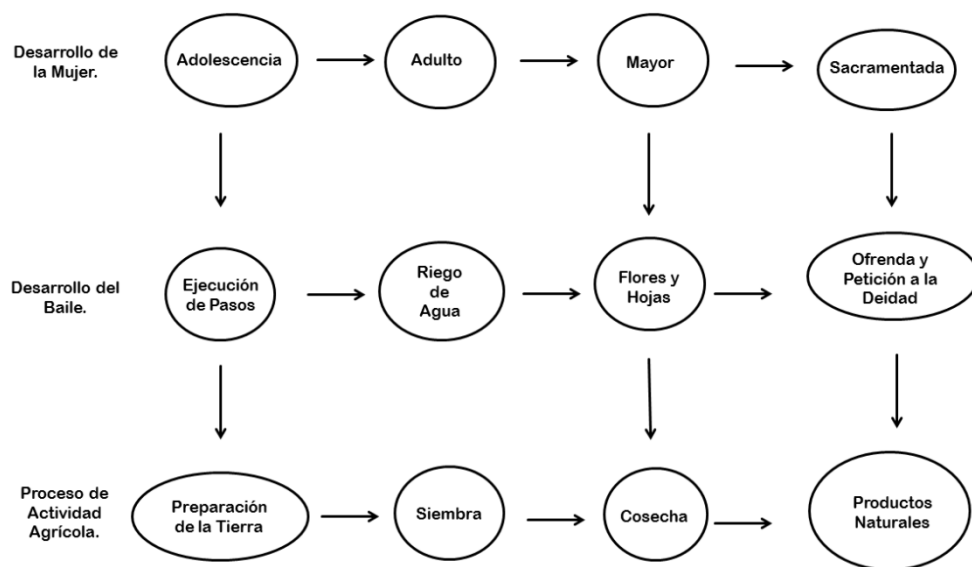 Desarrollo de
la Mujer.
Adolescencia
Adulto
Mayor
Sacramentada
Desarrollo del
Baile.
Ejecución
de Pasos
Riego
de
Agua
Flores y
Hojas
Ofrenda y
Petición a la
Deidad
Proceso de
Actividad
Agrícola.
Preparación
de la Tierra
Siembra
Cosecha
Productos
Naturales